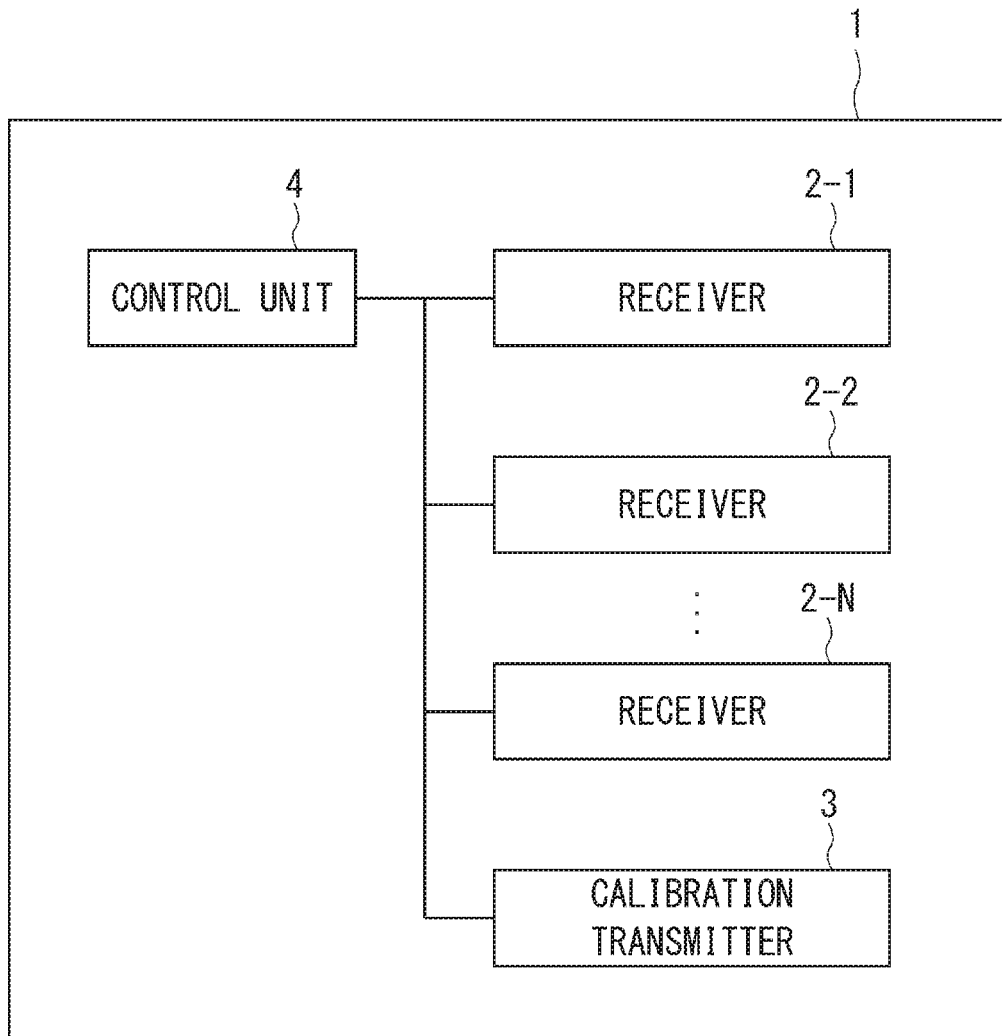 1
4
2-1
CONTROL UNIT
RECEIVER
2-2
RECEIVER
2-N
RECEIVER
3
CALIBRATION
TRANSMITTER